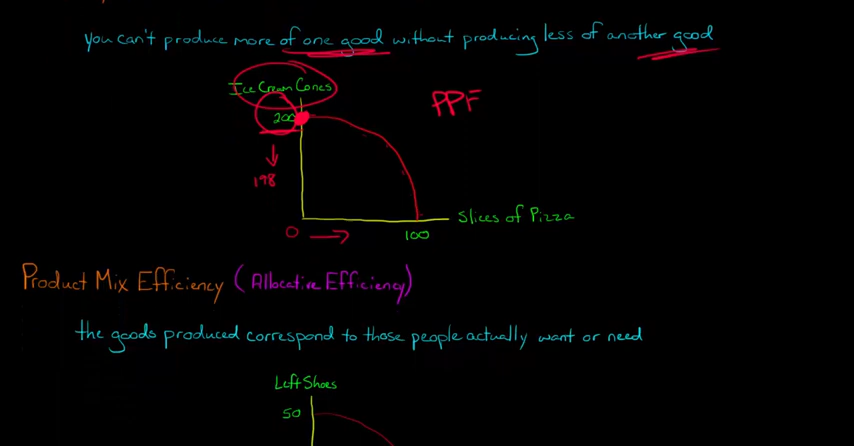 you can't produce more of one good without producing less of another good
Ice Cream Cones
PPF
200
198
Slices of Pizza
0
100
Product Mix Efficiency (Allocative Efficiency)
the goods produced correspond to those people actually want or need
Left Shoes
50